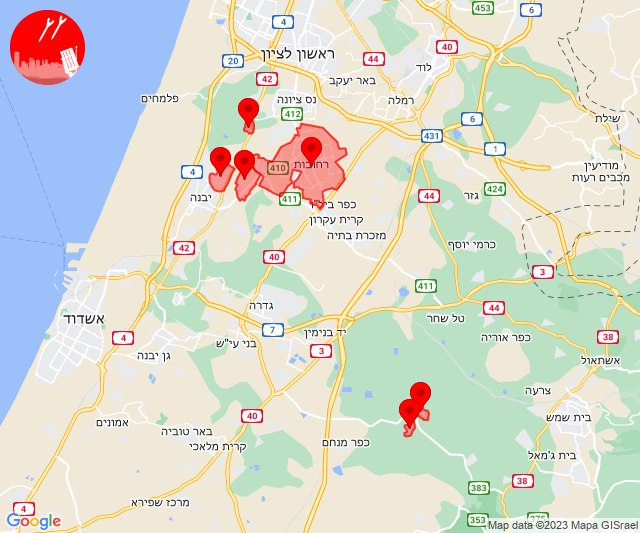 453
6
ראשון לציון
40
44
20
לוד
באר יעקב
42
פלמחים
נס ציונה
רמלה
412
6
שילת
431
1
רחובות
מודיעין
מכבים רעות
4
410
424
יבנה
411
44
גזר
קרית עקרון
מזכרת בתיה
42
כרמי יוסף
40
3
411
גדרה
44
אשדוד
טל שחר
7
יד בנימין
38
4
בני עי"ש
כפר אוריה
גן יבנה
3
אשתאול
צרעה
40
אמונים
בית שמש
באר טוביה
כפר מנחם
קרית מלאכי
בית ג'מאל
38
383
מרכז שפירא
4
353
375
Google
Map data ©2023 Mapa GISrael